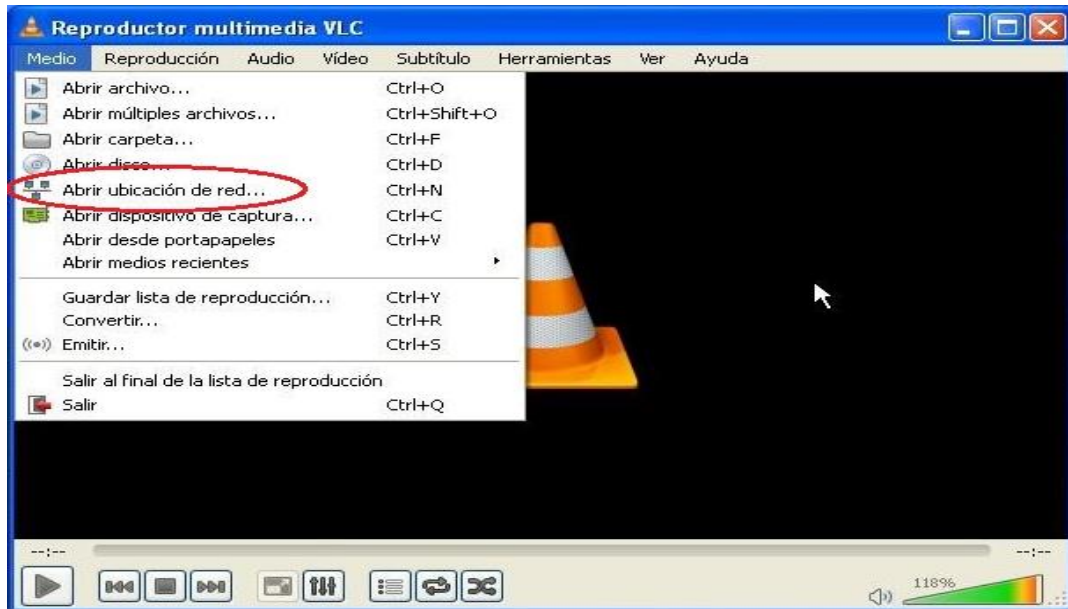 Reproductor multimedia VLC
Medio Reproducción Audio Vídeo Subtítulo Herramientas Ver Ayuda
Abrir archivo... Ctrl+O
Abrir múltiples archivos... Ctrl+Shift+O
Abrir carpeta... Ctrl+F
Abrir disco... Ctrl+D
Abrir ubicación de red... Ctrl+N
Abrir dispositivo de captura... Ctrl+C
Abrir desde portapapeles Ctrl+V
Abrir medios recientes
Guardar lista de reproducción... Ctrl+Y
Convertir... Ctrl+R
Emitir... Ctrl+S
Salir al final de la lista de reproducción
Salir Ctrl+Q
--:-- --:--
118%